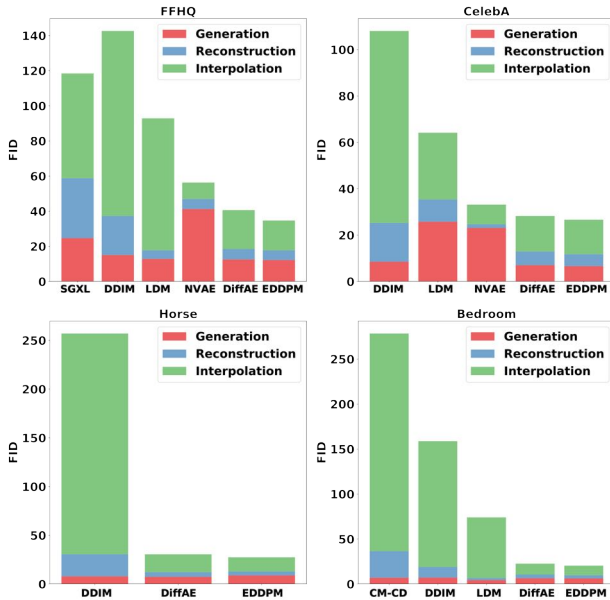 FFHQ
140
120
100
80
60
40
20
0
FID
Generation
Reconstruction
Interpolation
SGXL DDIM LDM NVAE DiffAE EDDPM
CelebA
100
80
60
40
20
0
FID
Generation
Reconstruction
Interpolation
DDIM LDM NVAE DiffAE EDDPM
Horse
250
200
150
100
50
0
FID
Generation
Reconstruction
Interpolation
DDIM DiffAE EDDPM
Bedroom
250
200
150
100
50
0
FID
Generation
Reconstruction
Interpolation
CM-CD DDIM LDM DiffAE EDDPM